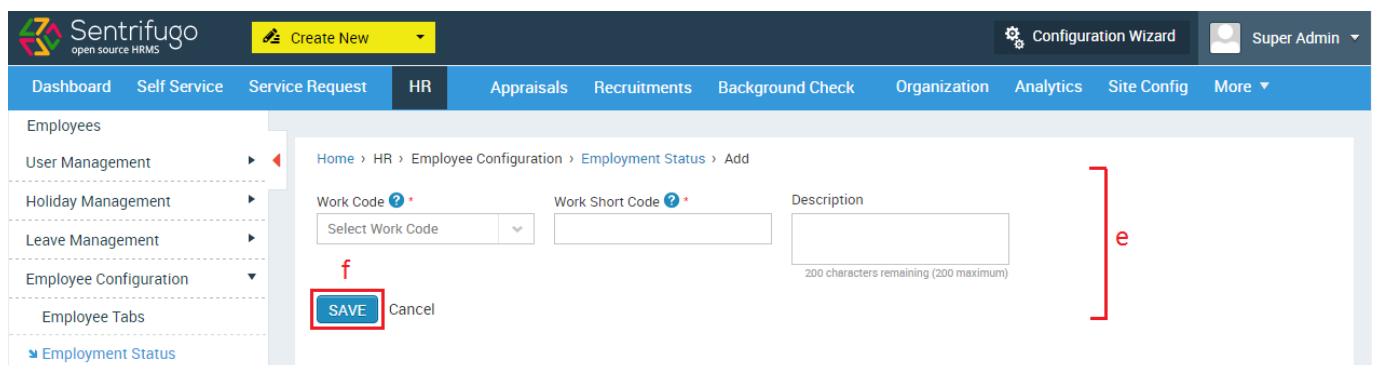 Sentrifugo
open source HRMS
Create New
Configuration Wizard
Super Admin
Dashboard Self Service Service Request HR Appraisals Recruitments Background Check Organization Analytics Site Config More
Employees
User Management
Holiday Management
Leave Management
Employee Configuration
Employee Tabs
Employment Status
Home › HR › Employee Configuration › Employment Status › Add
Work Code ? * Work Short Code ? * Description
Select Work Code
200 characters remaining (200 maximum)
e
f
SAVE Cancel